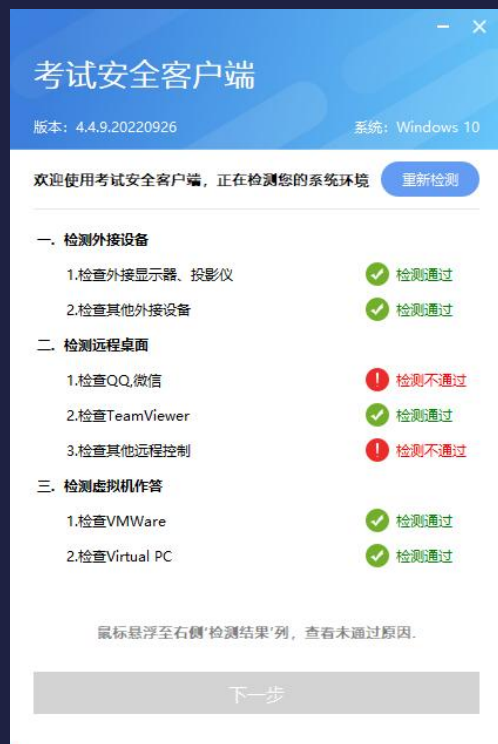 考试安全客户端
版本：4.4.9.20220926 系统：Windows 10
欢迎使用考试安全客户端，正在检测您的系统环境 重新检测
一. 检测外接设备
1.检查外接显示器、投影仪 检测通过
2.检查其他外接设备 检测通过
二. 检测远程桌面
1.检查QQ,微信 检测不通过
2.检查TeamViewer 检测通过
3.检查其他远程控制 检测不通过
三. 检测虚拟机作答
1.检查VMWare 检测通过
2.检查Virtual PC 检测通过
鼠标悬浮至右侧'检测结果'列，查看未通过原因.
下一步